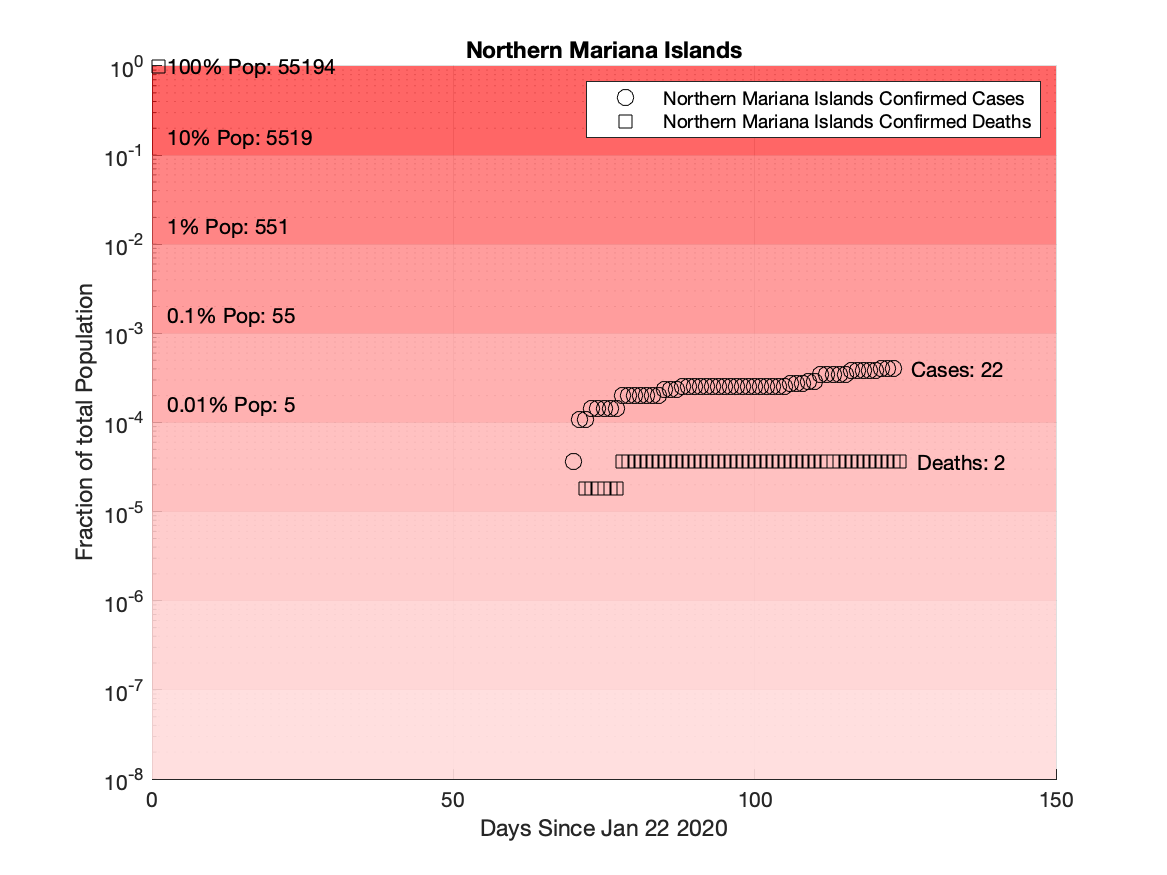 Northern Mariana Islands
10^0
100% Pop: 55194
Northern Mariana Islands Confirmed Cases
Northern Mariana Islands Confirmed Deaths
10% Pop: 5519
10^-1
1% Pop: 551
10^-2
0.1% Pop: 55
10^-3
Cases: 22
0.01% Pop: 5
10^-4
Deaths: 2
10^-5
10^-6
10^-7
10^-8
Fraction of total Population
0 50 100 150
Days Since Jan 22 2020